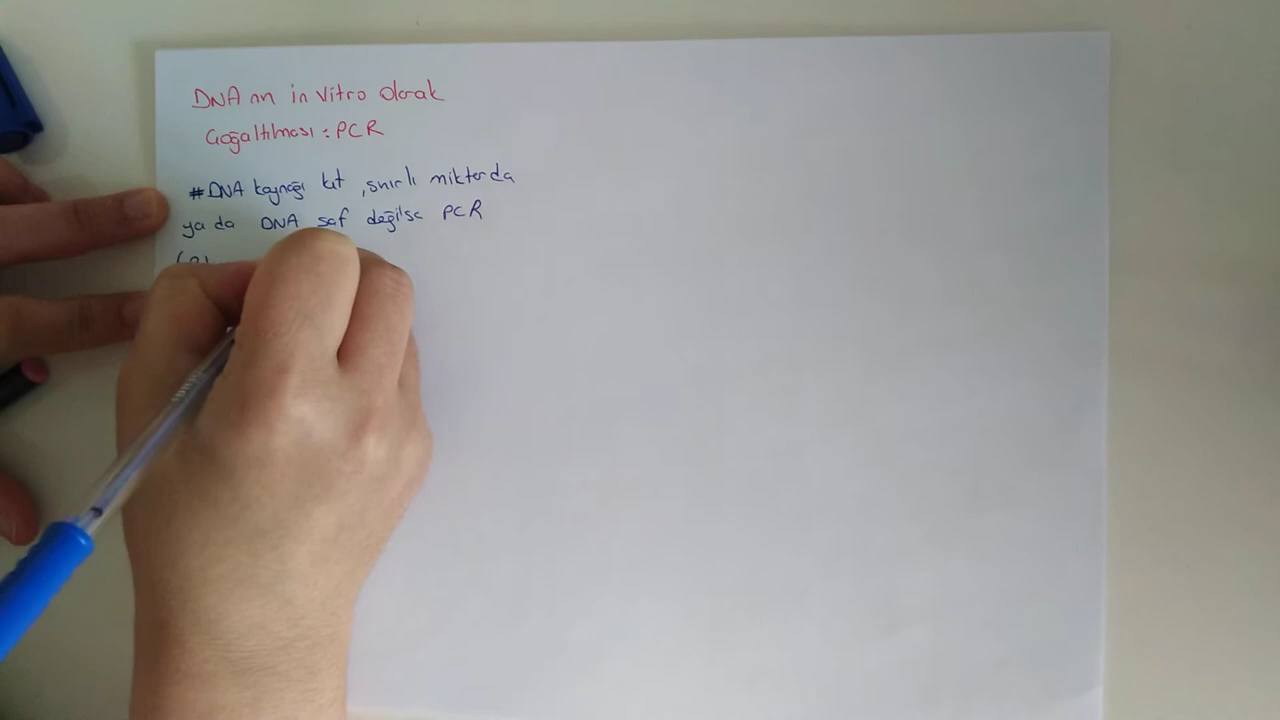 DNA nın in Vitro Olarak
Çoğaltılması : PCR
#DNA kaynağı kıt , sınırlı miktarda
ya da DNA saf değilse PCR